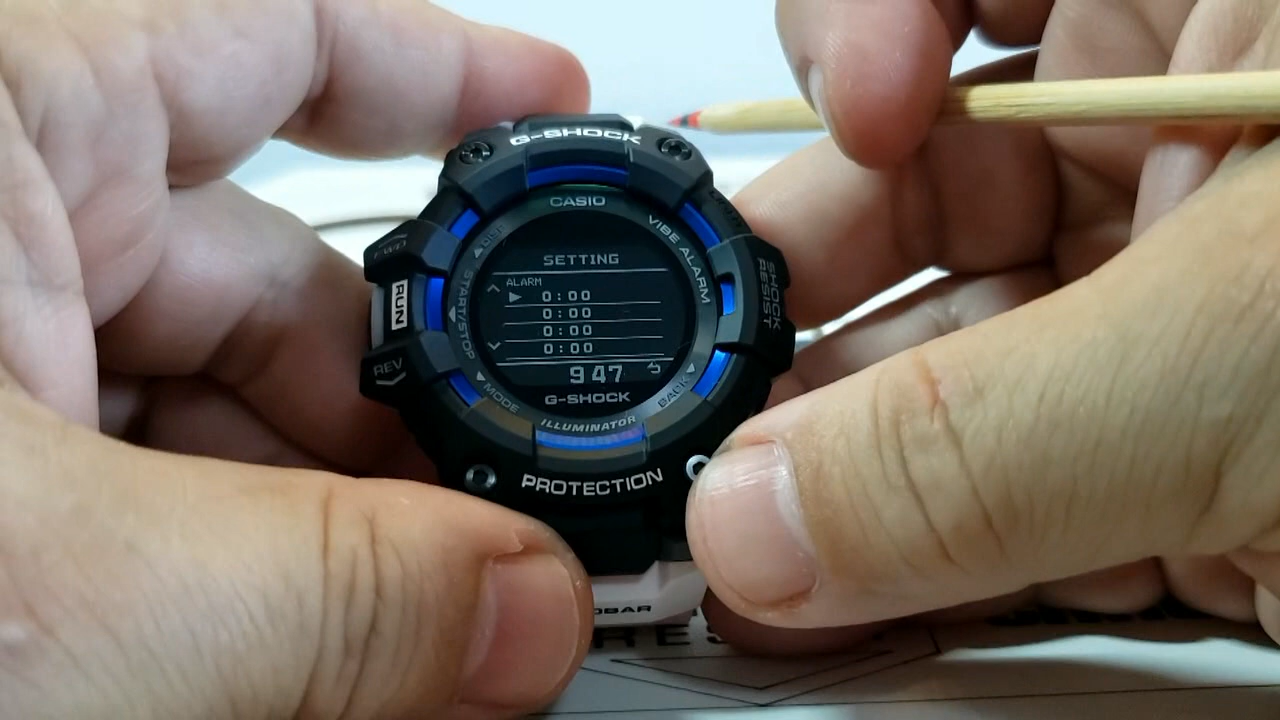 G-SHOCK
CASIO
VIBE ALARM
SHOCK
RESIST
RUN
START/STOP
REV
MODE
SETTING
ALARM
0:00
0:00
0:00
0:00
9 47
G-SHOCK
BACK
ILLUMINATOR
PROTECTION